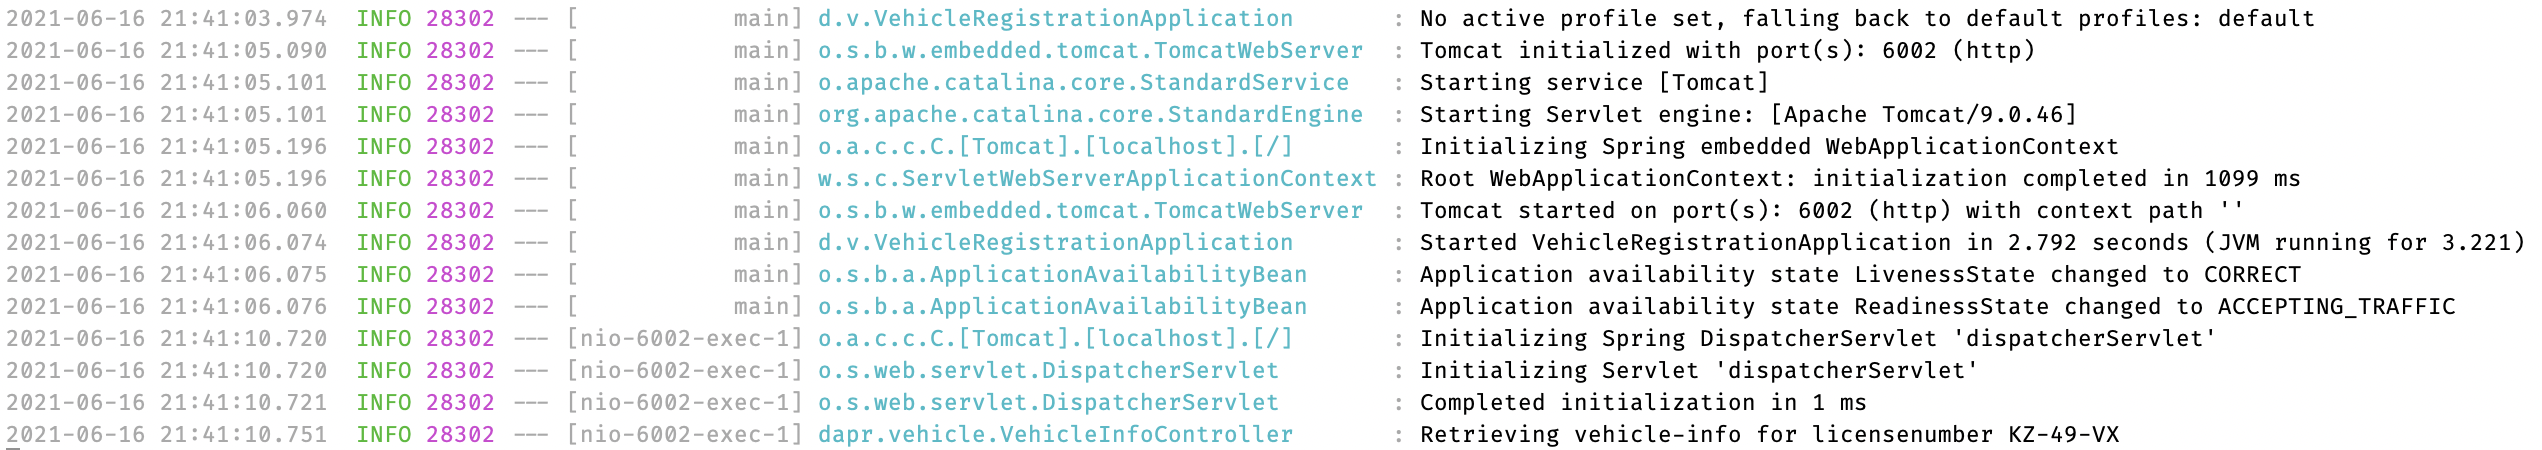 2021-06-16 21:41:03.974  INFO 28302 --- [           main] d.v.VehicleRegistrationApplication       : No active profile set, falling back to default profiles: default
2021-06-16 21:41:05.090  INFO 28302 --- [           main] o.s.b.w.embedded.tomcat.TomcatWebServer  : Tomcat initialized with port(s): 6002 (http)
2021-06-16 21:41:05.101  INFO 28302 --- [           main] o.apache.catalina.core.StandardService   : Starting service [Tomcat]
2021-06-16 21:41:05.101  INFO 28302 --- [           main] org.apache.catalina.core.StandardEngine  : Starting Servlet engine: [Apache Tomcat/9.0.46]
2021-06-16 21:41:05.196  INFO 28302 --- [           main] o.a.c.c.C.[Tomcat].[localhost].[/]       : Initializing Spring embedded WebApplicationContext
2021-06-16 21:41:05.196  INFO 28302 --- [           main] w.s.c.ServletWebServerApplicationContext : Root WebApplicationContext: initialization completed in 1099 ms
2021-06-16 21:41:06.060  INFO 28302 --- [           main] o.s.b.w.embedded.tomcat.TomcatWebServer  : Tomcat started on port(s): 6002 (http) with context path ''
2021-06-16 21:41:06.074  INFO 28302 --- [           main] d.v.VehicleRegistrationApplication       : Started VehicleRegistrationApplication in 2.792 seconds (JVM running for 3.221)
2021-06-16 21:41:06.075  INFO 28302 --- [           main] o.s.b.a.ApplicationAvailabilityBean      : Application availability state LivenessState changed to CORRECT
2021-06-16 21:41:06.076  INFO 28302 --- [           main] o.s.b.a.ApplicationAvailabilityBean      : Application availability state ReadinessState changed to ACCEPTING_TRAFFIC
2021-06-16 21:41:10.720  INFO 28302 --- [nio-6002-exec-1] o.a.c.c.C.[Tomcat].[localhost].[/]       : Initializing Spring DispatcherServlet 'dispatcherServlet'
2021-06-16 21:41:10.720  INFO 28302 --- [nio-6002-exec-1] o.s.web.servlet.DispatcherServlet        : Initializing Servlet 'dispatcherServlet'
2021-06-16 21:41:10.721  INFO 28302 --- [nio-6002-exec-1] o.s.web.servlet.DispatcherServlet        : Completed initialization in 1 ms
2021-06-16 21:41:10.751  INFO 28302 --- [nio-6002-exec-1] dapr.vehicle.VehicleInfoController       : Retrieving vehicle-info for licensenumber KZ-49-VX